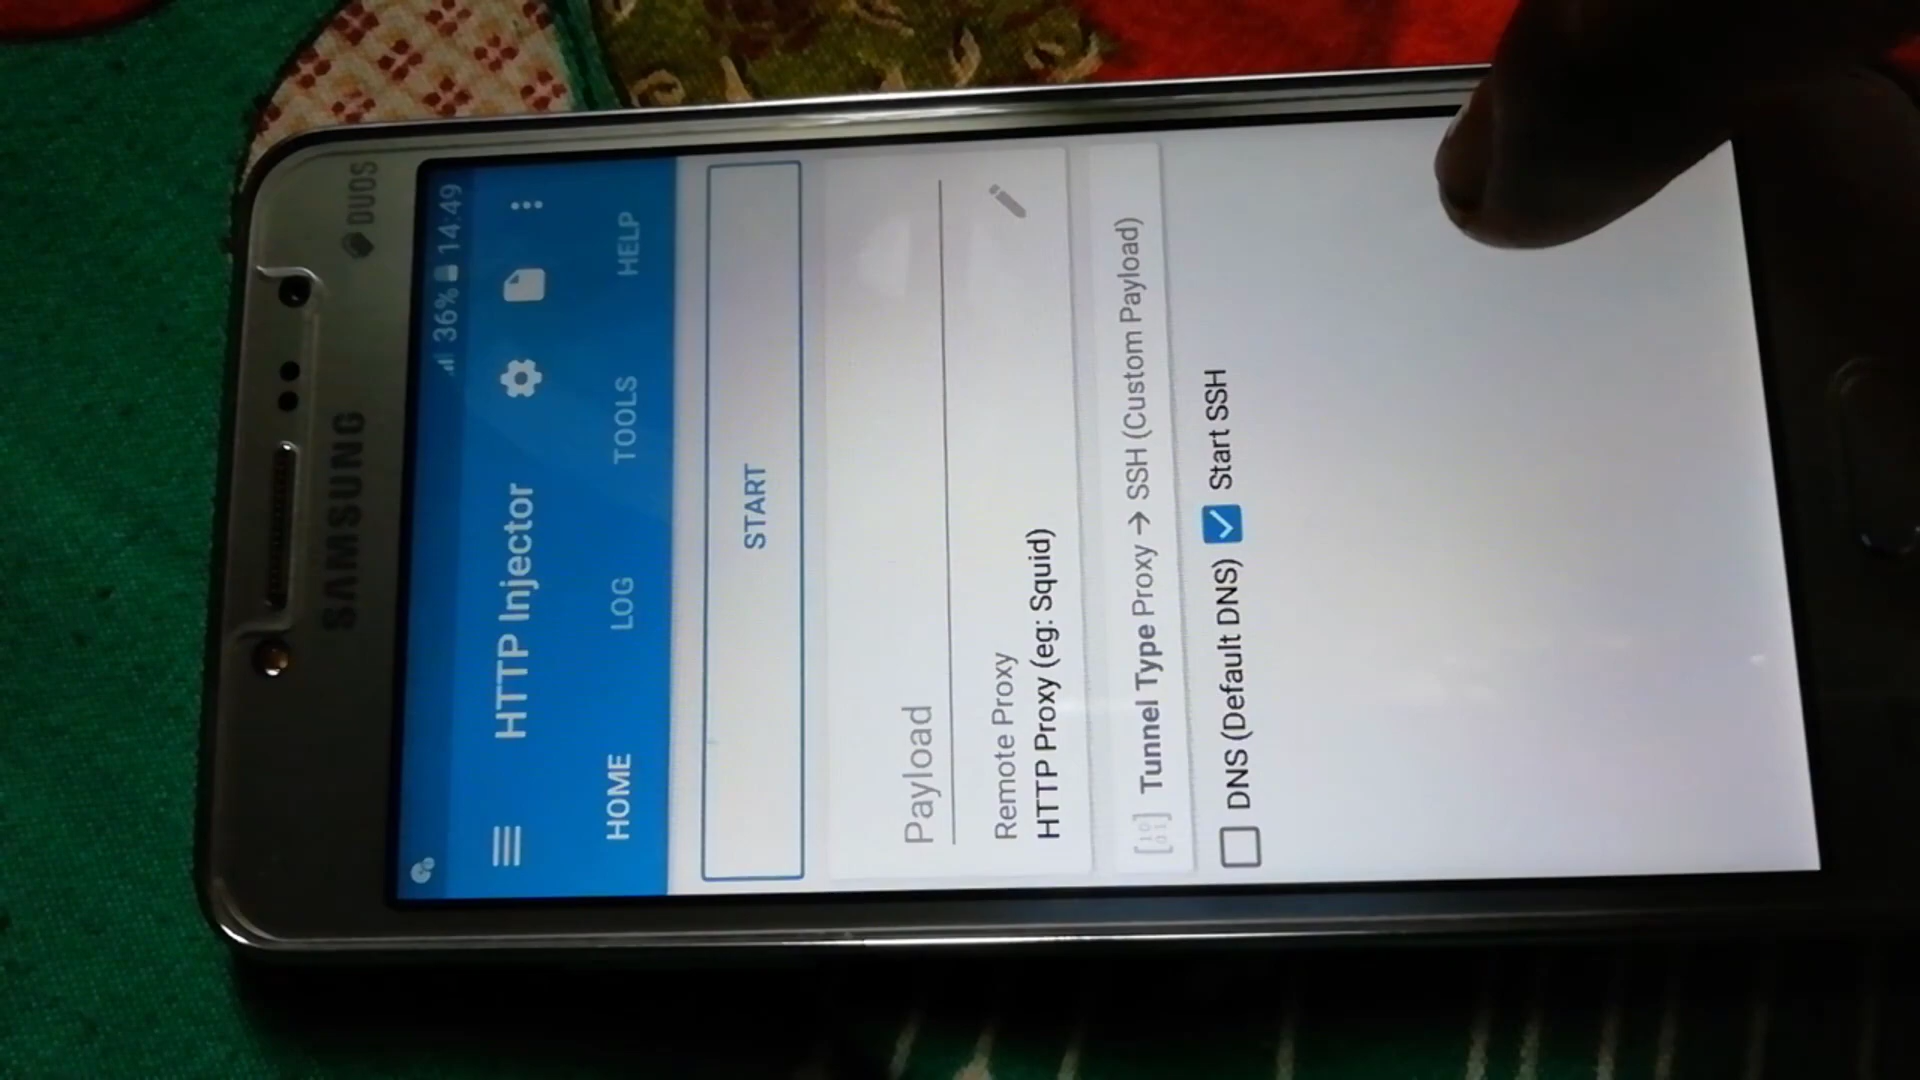 DUOS
SAMSUNG
36% 14:49
HTTP Injector
HOME LOG TOOLS HELP
START
Payload
Remote Proxy
HTTP Proxy (eg: Squid)
Tunnel Type Proxy → SSH (Custom Payload)
DNS (Default DNS) Start SSH